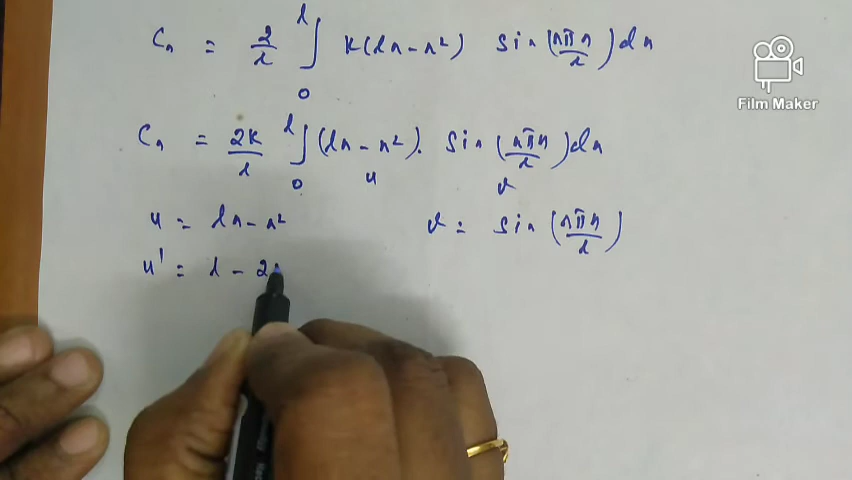 Cₙ = 2/l ∫₀ˡ k(lx - x²) sin(nπx/l)dx
Film Maker
Cₙ = 2k/l ∫₀ˡ (lx - x²). sin(nπx/l)dx
u v
u = lx - x² v = sin(nπx/l)
u' = l - 2